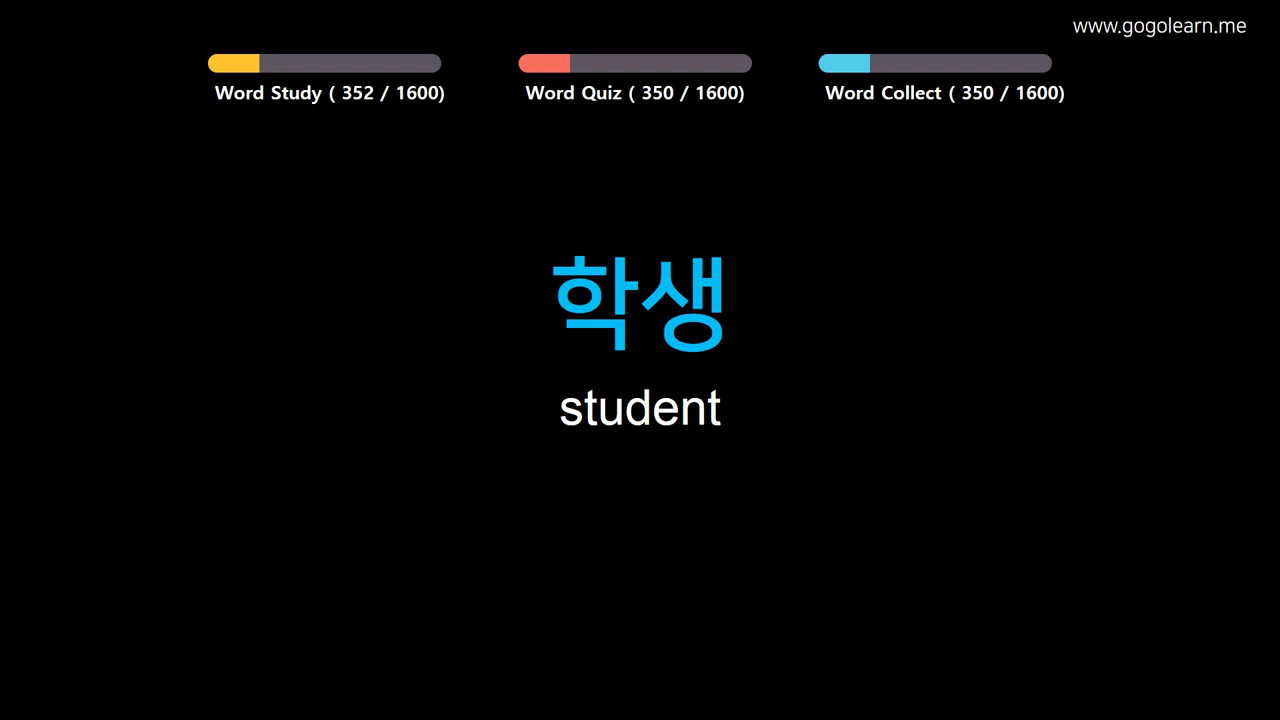 www.gogolearn.me
Word Study ( 352 / 1600)
Word Quiz ( 350 / 1600)
Word Collect ( 350 / 1600)
학생
student